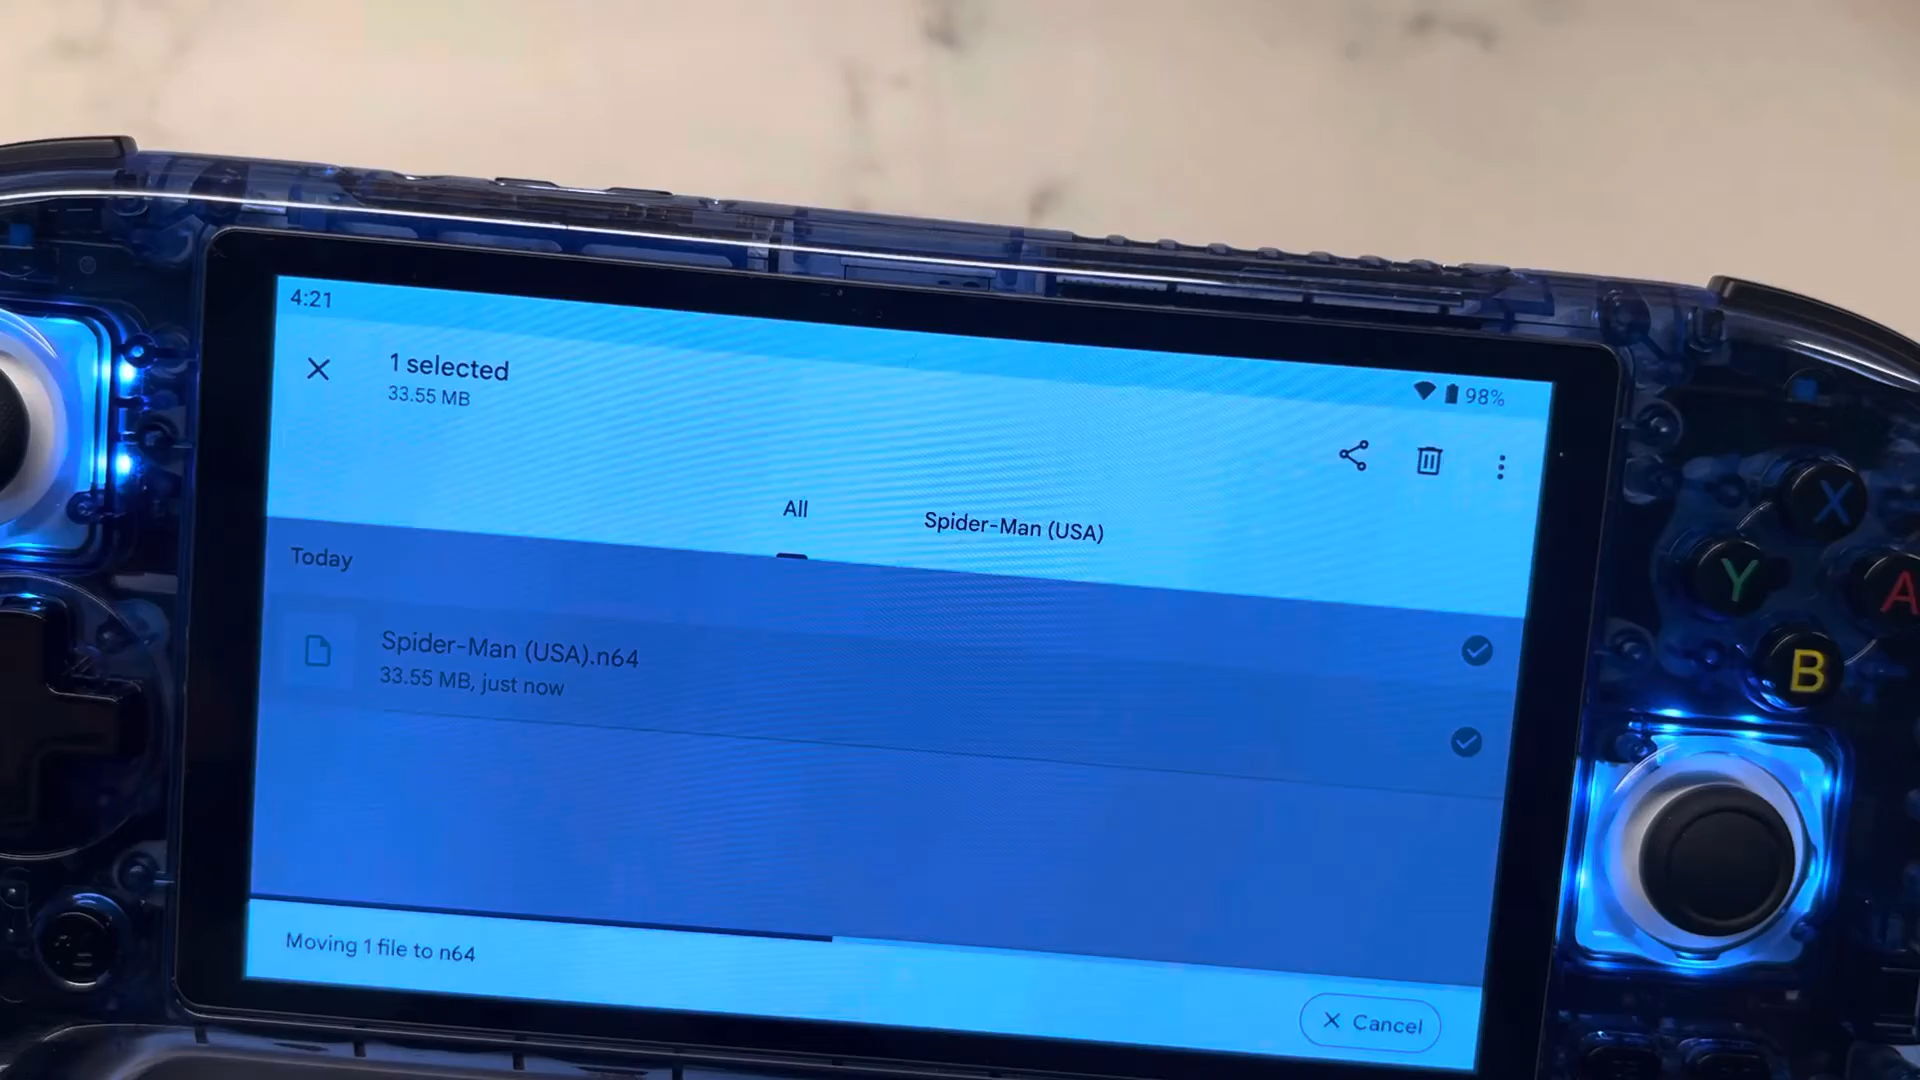 4:21
98%
1 selected
33.55 MB
All
Spider-Man (USA)
Today
Spider-Man (USA).n64
33.55 MB, just now
Moving 1 file to n64
Cancel
X
Y
A
B